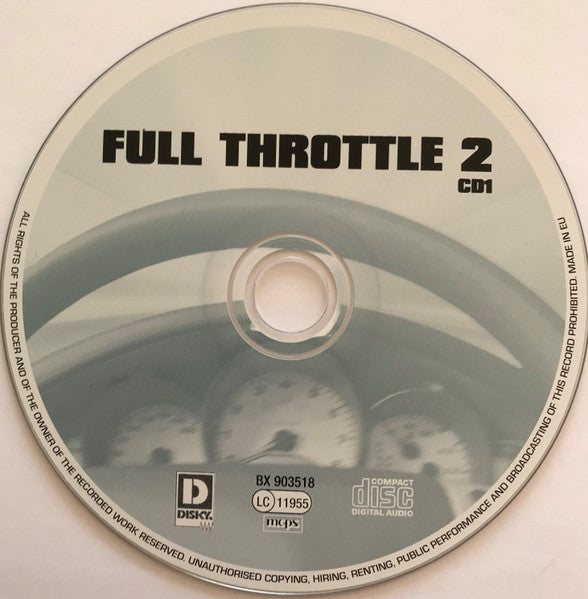 FULL THROTTLE 2
CD1
ALL RIGHTS OF THE PRODUCER AND OF THE OWNER OF THE RECORDED WORK RESERVED. UNAUTHORISED COPYING, HIRING, RENTING, PUBLIC PERFORMANCE AND BROADCASTING OF THIS RECORD PROHIBITED. MADE IN EU
D
DISKY
BX 903518
LC 11955
mcps
COMPACT
disc
DIGITAL AUDIO